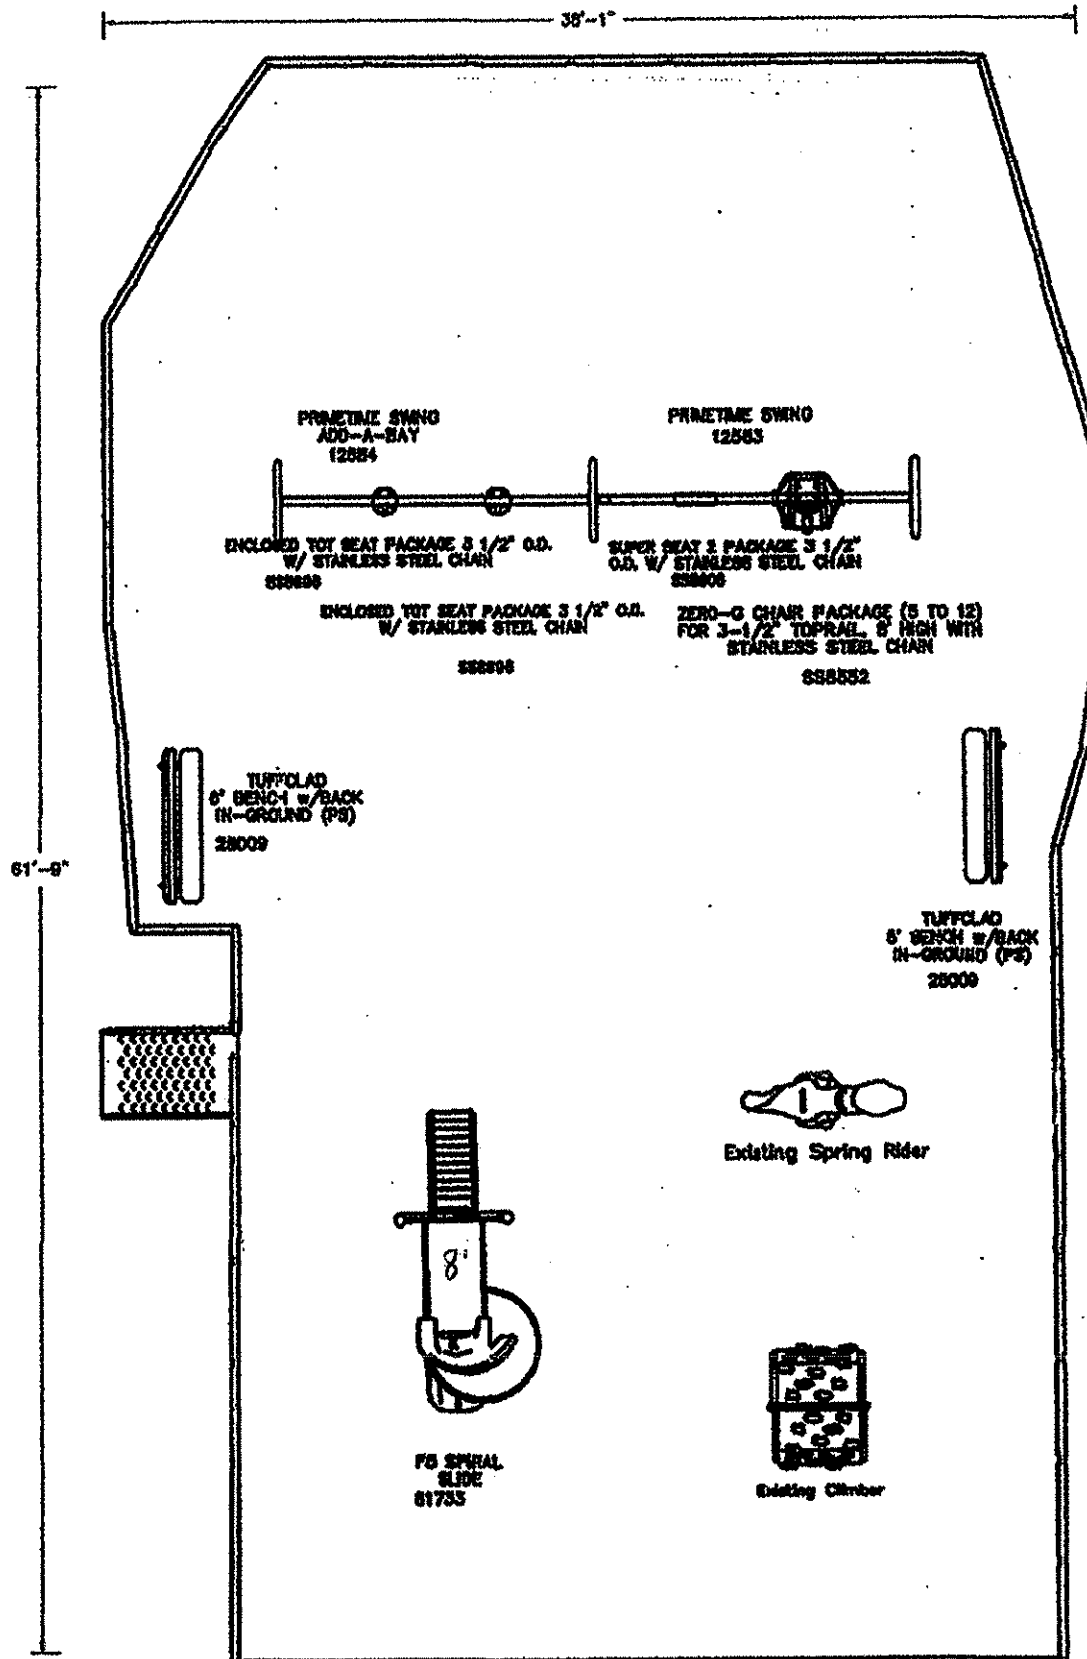 38'-1"
PRIMETIME SWING
ADD-A-BAY
12584
PRIMETIME SWING
12583
ENCLOSED TOT SEAT PACKAGE 3 1/2" O.D.
W/ STAINLESS STEEL CHAIN
SUPER SEAT 2 PACKAGE 3 1/2"
O.D. W/ STAINLESS STEEL CHAIN
ENCLOSED TOT SEAT PACKAGE 3 1/2" O.D.
W/ STAINLESS STEEL CHAIN
ZERO-G CHAIR PACKAGE (5 TO 12)
FOR 3-1/2" TOPRAIL, 8' HIGH WITH
STAINLESS STEEL CHAIN
SS8552
TUFFCLAD
6' BENCH w/BACK
IN-GROUND (PS)
28009
61'-9"
TUFFCLAD
6' BENCH w/BACK
IN-GROUND (PS)
28009
Existing Spring Rider
8'
SPIRAL
SLIDE
81733
Existing Climber